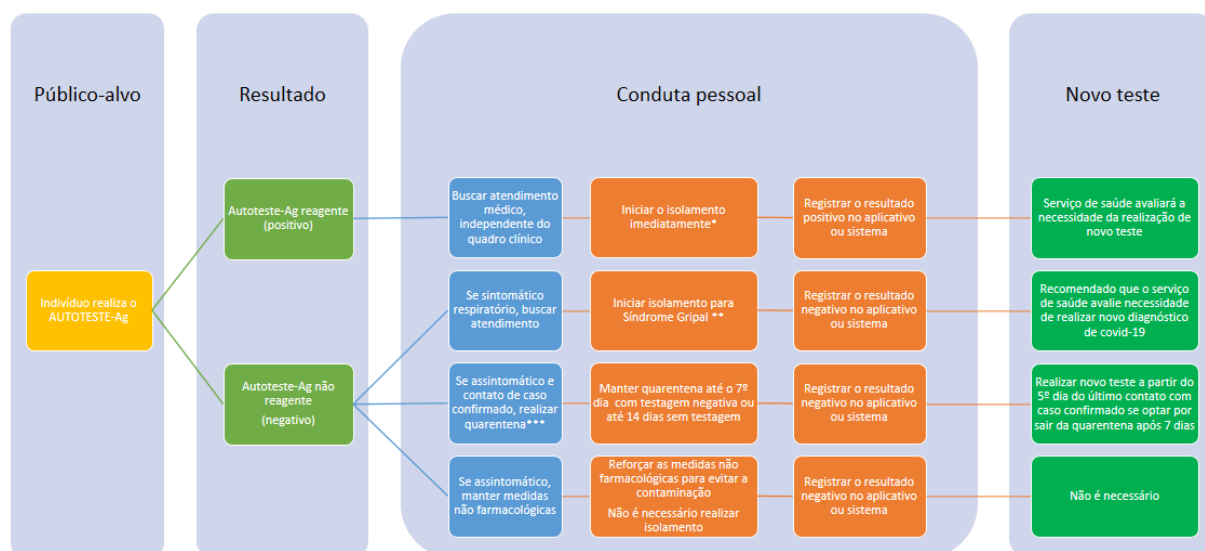 Público-alvo
Resultado
Conduta pessoal
Novo teste
Indivíduo realiza o
AUTOTESTE-Ag
Autoteste-Ag reagente
(positivo)
Buscar atendimento
médico,
independente do
quadro clínico
Iniciar o isolamento
imediatamente*
Registrar o resultado
positivo no aplicativo
ou sistema
Serviço de saúde avaliará a
necessidade da realização de
novo teste
Autoteste-Ag não
reagente
(negativo)
Se sintomático
respiratório, buscar
atendimento
Iniciar isolamento para
Síndrome Gripal **
Registrar o resultado
negativo no aplicativo
ou sistema
Recomendado que o serviço
de saúde avalie necessidade
de realizar novo diagnóstico
de covid-19
Se assintomático e
contato de caso
confirmado, realizar
quarentena***
Manter quarentena até o 7º
dia com testagem negativa ou
até 14 dias sem testagem
Registrar o resultado
negativo no aplicativo
ou sistema
Realizar novo teste a partir do
5º dia do último contato com
caso confirmado se optar por
sair da quarentena após 7 dias
Se assintomático,
manter medidas
não farmacológicas
Reforçar as medidas não
farmacológicas para evitar a
contaminação
Não é necessário realizar
isolamento
Registrar o resultado
negativo no aplicativo
ou sistema
Não é necessário